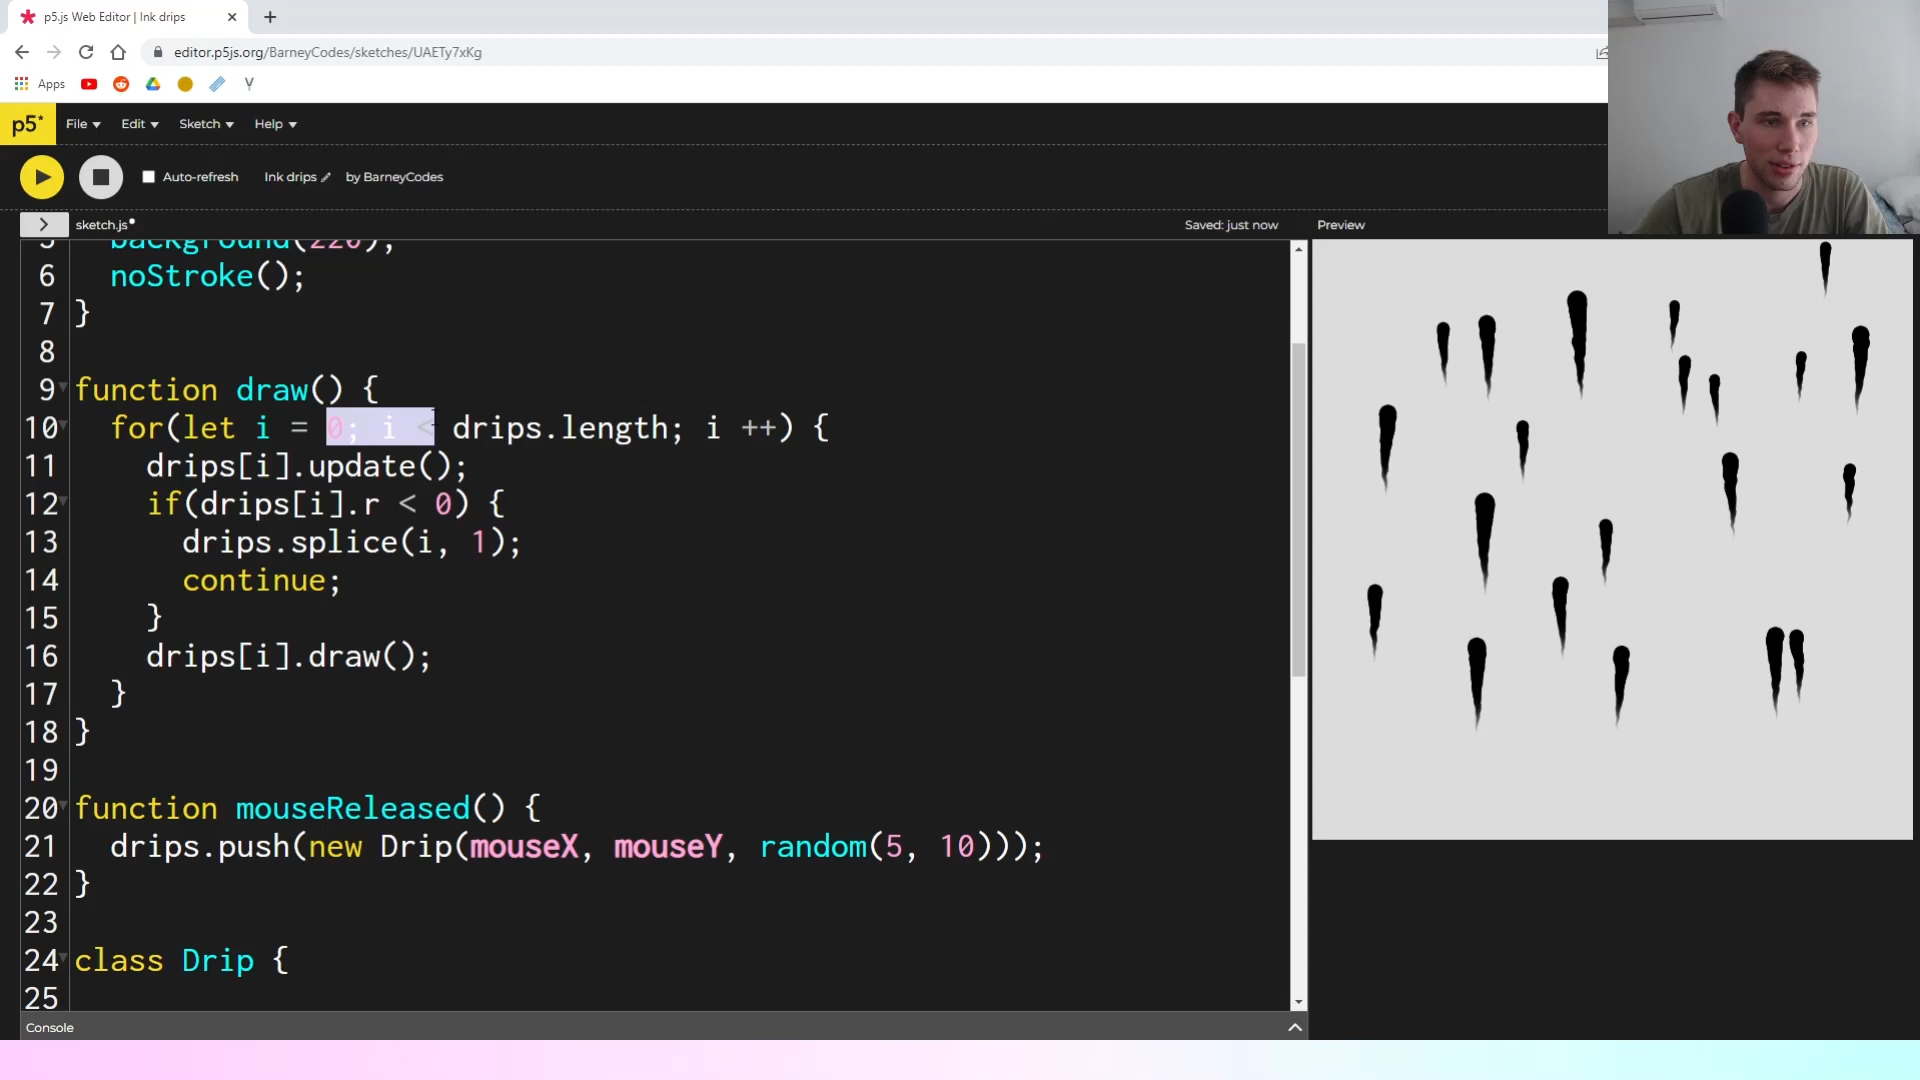 p5.js Web Editor | Ink drips
editor.p5js.org/BarneyCodes/sketches/UAETy7xKg
Apps
p5* File Edit Sketch Help
Auto-refresh Ink drips by BarneyCodes
sketch.js• Saved: just now Preview
5 background(220);
6 noStroke();
7 }
8
9 function draw() {
10 for(let i = 0; i < drips.length; i ++) {
11 drips[i].update();
12 if(drips[i].r < 0) {
13 drips.splice(i, 1);
14 continue;
15 }
16 drips[i].draw();
17 }
18 }
19
20 function mouseReleased() {
21 drips.push(new Drip(mouseX, mouseY, random(5, 10)));
22 }
23
24 class Drip {
25
Console